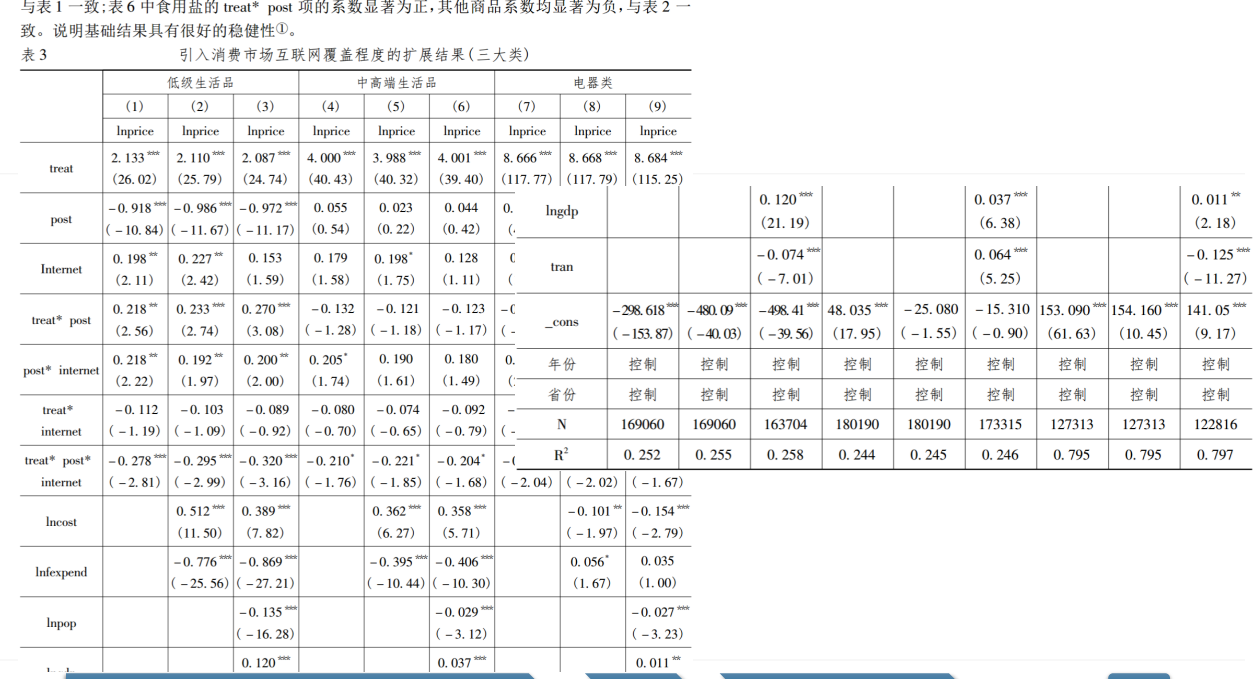 与表 1 一致;表 6 中食用盐的 treat* post 项的系数显著为正,其他商品系数均显著为负,与表 2 一
致。说明基础结果具有很好的稳健性①。
表 3 引入消费市场互联网覆盖程度的扩展结果(三大类)
低级生活品 中高端生活品 电器类
(1) (2) (3) (4) (5) (6) (7) (8) (9)
lnprice lnprice lnprice lnprice lnprice lnprice lnprice lnprice lnprice
treat 2.133*** 2.110*** 2.087*** 4.000*** 3.988*** 4.001*** 8.666*** 8.668*** 8.684***
(26.02) (25.79) (24.74) (40.43) (40.32) (39.40) (117.77) (117.79) (115.25)
post -0.918*** -0.986*** -0.972*** 0.055 0.023 0.044 0.
(-10.84) (-11.67) (-11.17) (0.54) (0.22) (0.42)
Internet 0.198** 0.227** 0.153 0.179 0.198* 0.128
(2.11) (2.42) (1.59) (1.58) (1.75) (1.11)
treat* post 0.218** 0.233*** 0.270*** -0.132 -0.121 -0.123
(2.56) (2.74) (3.08) (-1.28) (-1.18) (-1.17)
post* internet 0.218** 0.192** 0.200** 0.205* 0.190 0.180 0.
(2.22) (1.97) (2.00) (1.74) (1.61) (1.49)
treat* internet -0.112 -0.103 -0.089 -0.080 -0.074 -0.092
(-1.19) (-1.09) (-0.92) (-0.70) (-0.65) (-0.79)
treat* post* internet -0.278*** -0.295*** -0.320*** -0.210* -0.221* -0.204*
(-2.81) (-2.99) (-3.16) (-1.76) (-1.85) (-1.68) (-2.04) (-2.02) (-1.67)
lncost 0.512*** 0.389*** 0.362*** 0.358*** -0.101** -0.154***
(11.50) (7.82) (6.27) (5.71) (-1.97) (-2.79)
lnfexpend -0.776*** -0.869*** -0.395*** -0.406*** 0.056* 0.035
(-25.56) (-27.21) (-10.44) (-10.30) (1.67) (1.00)
lnpop -0.135*** -0.029*** -0.027***
(-16.28) (-3.12) (-3.23)
0.120*** 0.037*** 0.011**
lngdp 0.120*** 0.037*** 0.011**
(21.19) (6.38) (2.18)
tran -0.074*** 0.064*** -0.125***
(-7.01) (5.25) (-11.27)
_cons -298.618*** -480.09*** -498.41*** 48.035*** -25.080 -15.310 153.090*** 154.160*** 141.05***
(-153.87) (-40.03) (-39.56) (17.95) (-1.55) (-0.90) (61.63) (10.45) (9.17)
年份 控制 控制 控制 控制 控制 控制 控制 控制 控制
省份 控制 控制 控制 控制 控制 控制 控制 控制 控制
N 169060 169060 163704 180190 180190 173315 127313 127313 122816
R² 0.252 0.255 0.258 0.244 0.245 0.246 0.795 0.795 0.797